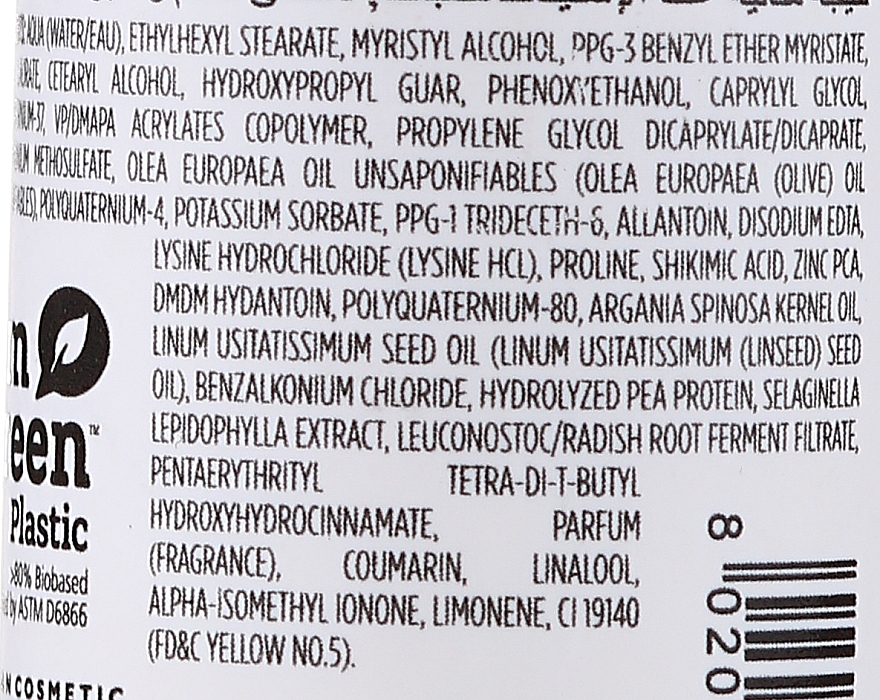 AQUA (WATER/EAU), ETHYLHEXYL STEARATE, MYRISTYL ALCOHOL, PPG-3 BENZYL ETHER MYRISTATE,
CETEARYL ALCOHOL, HYDROXYPROPYL GUAR, PHENOXYETHANOL, CAPRYLYL GLYCOL,
VP/DMAPA ACRYLATES COPOLYMER, PROPYLENE GLYCOL DICAPRYLATE/DICAPRATE,
METHOSULFATE, OLEA EUROPAEA OIL UNSAPONIFIABLES (OLEA EUROPAEA (OLIVE) OIL
POLYQUATERNIUM-4, POTASSIUM SORBATE, PPG-1 TRIDECETH-6, ALLANTOIN, DISODIUM EDTA,
LYSINE HYDROCHLORIDE (LYSINE HCL), PROLINE, SHIKIMIC ACID, ZINC PCA,
DMDM HYDANTOIN, POLYQUATERNIUM-80, ARGANIA SPINOSA KERNEL OIL,
LINUM USITATISSIMUM SEED OIL (LINUM USITATISSIMUM (LINSEED) SEED
OIL), BENZALKONIUM CHLORIDE, HYDROLYZED PEA PROTEIN, SELAGINELLA
LEPIDOPHYLLA EXTRACT, LEUCONOSTOC/RADISH ROOT FERMENT FILTRATE,
PENTAERYTHRITYL TETRA-DI-T-BUTYL
HYDROXYHYDROCINNAMATE, PARFUM
(FRAGRANCE), COUMARIN, LINALOOL,
ALPHA-ISOMETHYL IONONE, LIMONENE, CI 19140
(FD&C YELLOW NO.5).
n
een™
Plastic
>80% Biobased
by ASTM D6866
COSMETIC
8 020